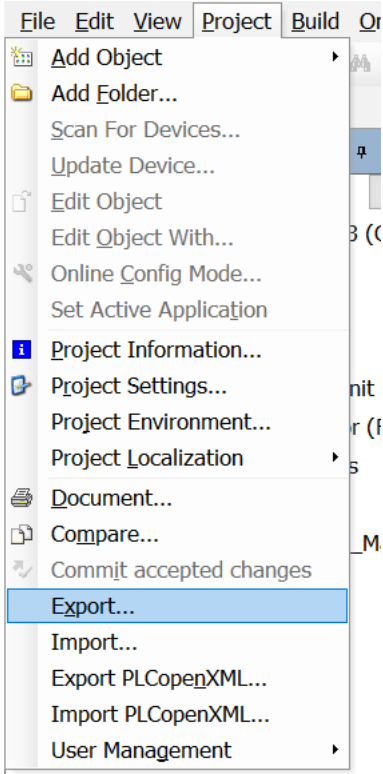 File Edit View Project Build
Add Object
Add Folder...
Scan For Devices...
Update Device...
Edit Object
Edit Object With...
Online Config Mode...
Set Active Application
Project Information...
Project Settings...
Project Environment...
Project Localization
Document...
Compare...
Commit accepted changes
Export...
Import...
Export PLCopenXML...
Import PLCopenXML...
User Management